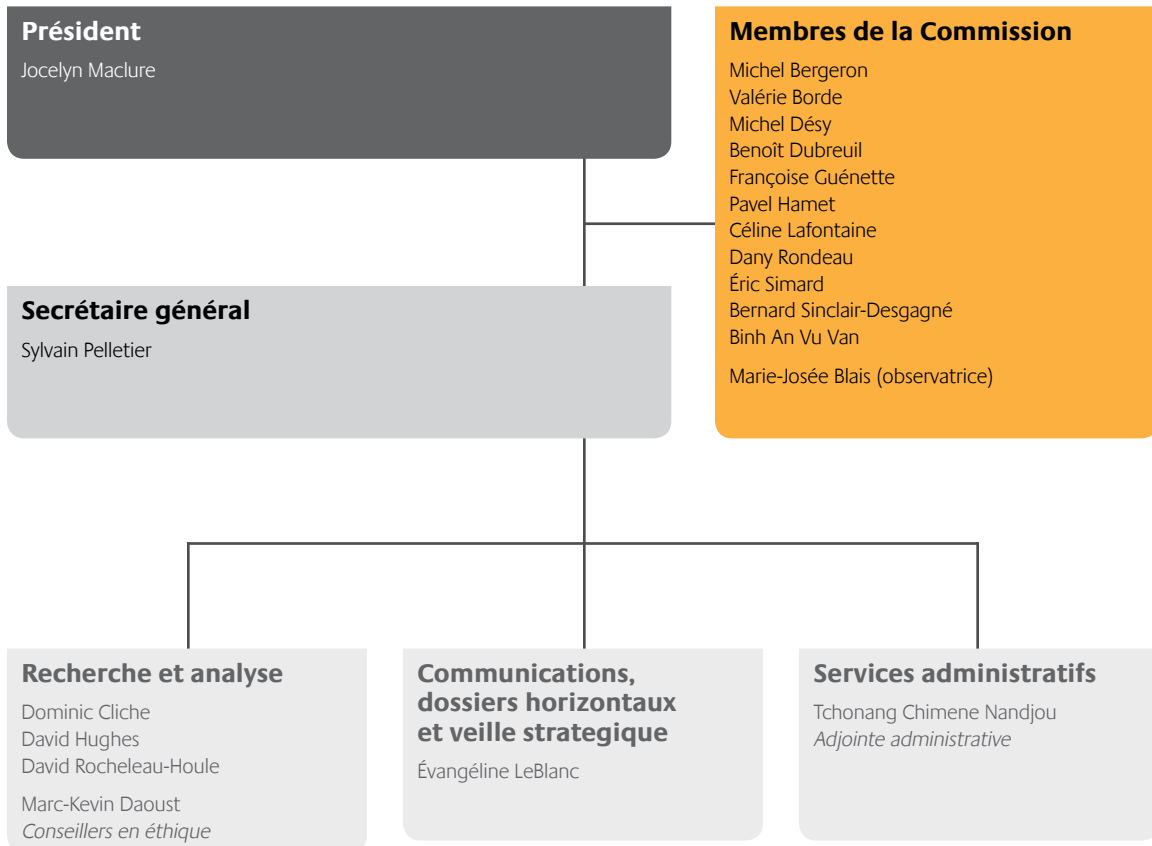 Président
Jocelyn Maclure
Membres de la Commission
Michel Bergeron
Valérie Borde
Michel Désy
Benoît Dubreuil
Françoise Guénette
Pavel Hamet
Céline Lafontaine
Dany Rondeau
Éric Simard
Bernard Sinclair-Desgagné
Binh An Vu Van
Marie-Josée Blais (observatrice)
Secrétaire général
Sylvain Pelletier
Recherche et analyse
Dominic Cliche
David Hughes
David Rocheleau-Houle
Marc-Kevin Daoust
Conseillers en éthique
Communications,
dossiers horizontaux
et veille strategique
Évangéline LeBlanc
Services administratifs
Tchonang Chimene Nandjou
Adjointe administrative